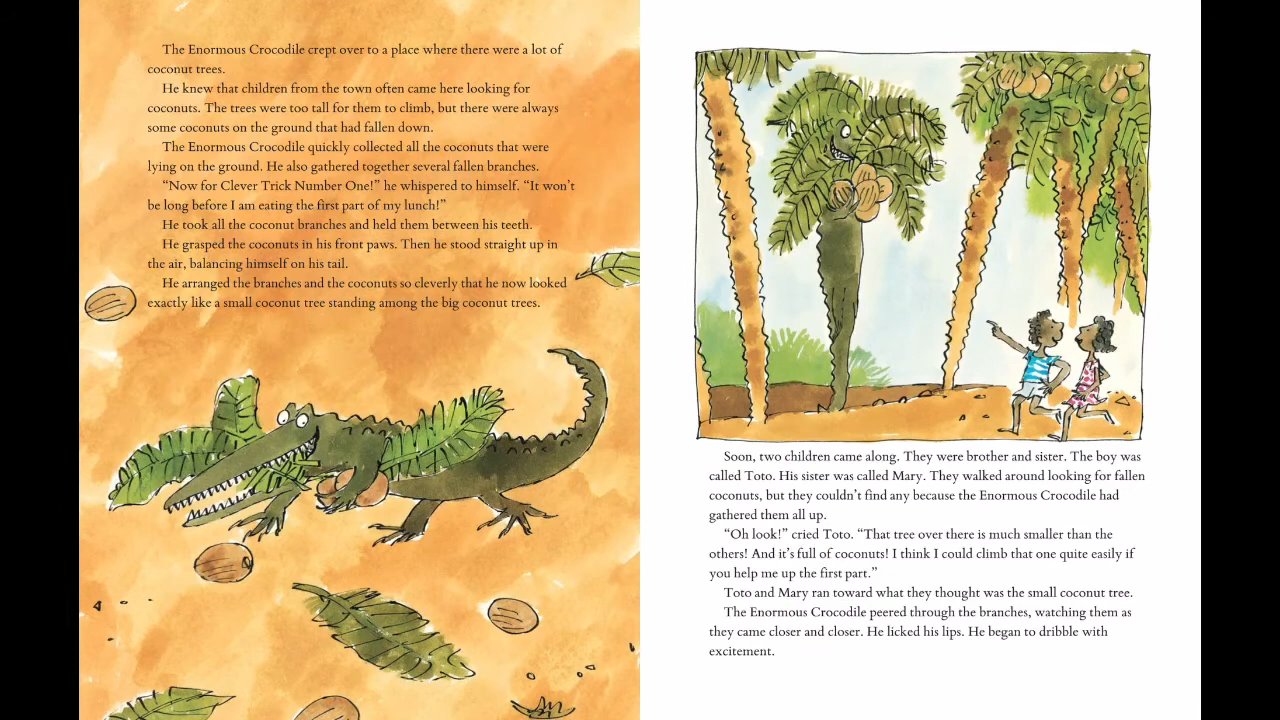 The Enormous Crocodile crept over to a place where there were a lot of
coconut trees.
He knew that children from the town often came here looking for
coconuts. The trees were too tall for them to climb, but there were always
some coconuts on the ground that had fallen down.
The Enormous Crocodile quickly collected all the coconuts that were
lying on the ground. He also gathered together several fallen branches.
“Now for Clever Trick Number One!” he whispered to himself. “It won’t
be long before I am eating the first part of my lunch!”
He took all the coconut branches and held them between his teeth.
He grasped the coconuts in his front paws. Then he stood straight up in
the air, balancing himself on his tail.
He arranged the branches and the coconuts so cleverly that he now looked
exactly like a small coconut tree standing among the big coconut trees.
Soon, two children came along. They were brother and sister. The boy was
called Toto. His sister was called Mary. They walked around looking for fallen
coconuts, but they couldn’t find any because the Enormous Crocodile had
gathered them all up.
“Oh look!” cried Toto. “That tree over there is much smaller than the
others! And it’s full of coconuts! I think I could climb that one quite easily if
you help me up the first part.”
Toto and Mary ran toward what they thought was the small coconut tree.
The Enormous Crocodile peered through the branches, watching them as
they came closer and closer. He licked his lips. He began to dribble with
excitement.